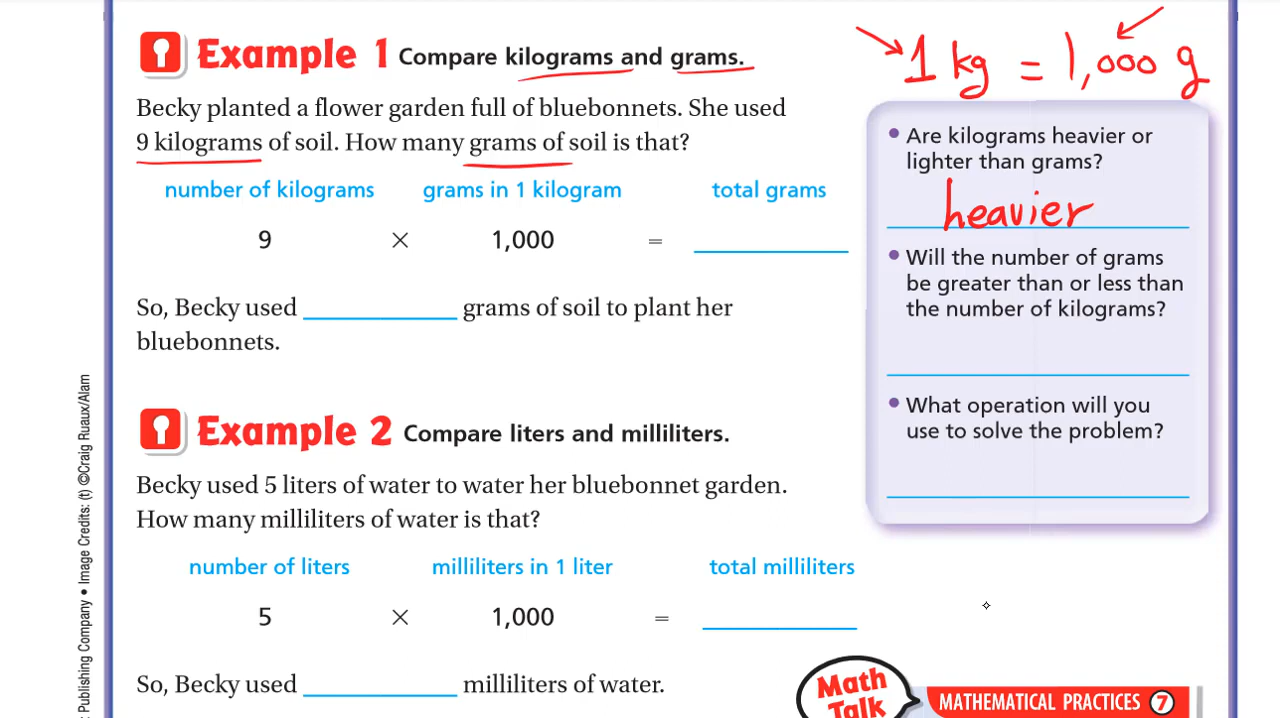 Example 1 Compare kilograms and grams.
1 kg = 1,000 g
Becky planted a flower garden full of bluebonnets. She used
9 kilograms of soil. How many grams of soil is that?
number of kilograms grams in 1 kilogram total grams
9 × 1,000 =
So, Becky used grams of soil to plant her
bluebonnets.
• Are kilograms heavier or
lighter than grams?
heavier
• Will the number of grams
be greater than or less than
the number of kilograms?
• What operation will you
use to solve the problem?
Example 2 Compare liters and milliliters.
Becky used 5 liters of water to water her bluebonnet garden.
How many milliliters of water is that?
number of liters milliliters in 1 liter total milliliters
5 × 1,000 =
So, Becky used milliliters of water.
Math
Talk
MATHEMATICAL PRACTICES 7
Publishing Company • Image Credits: (t) ©Craig Ruaux/Alam